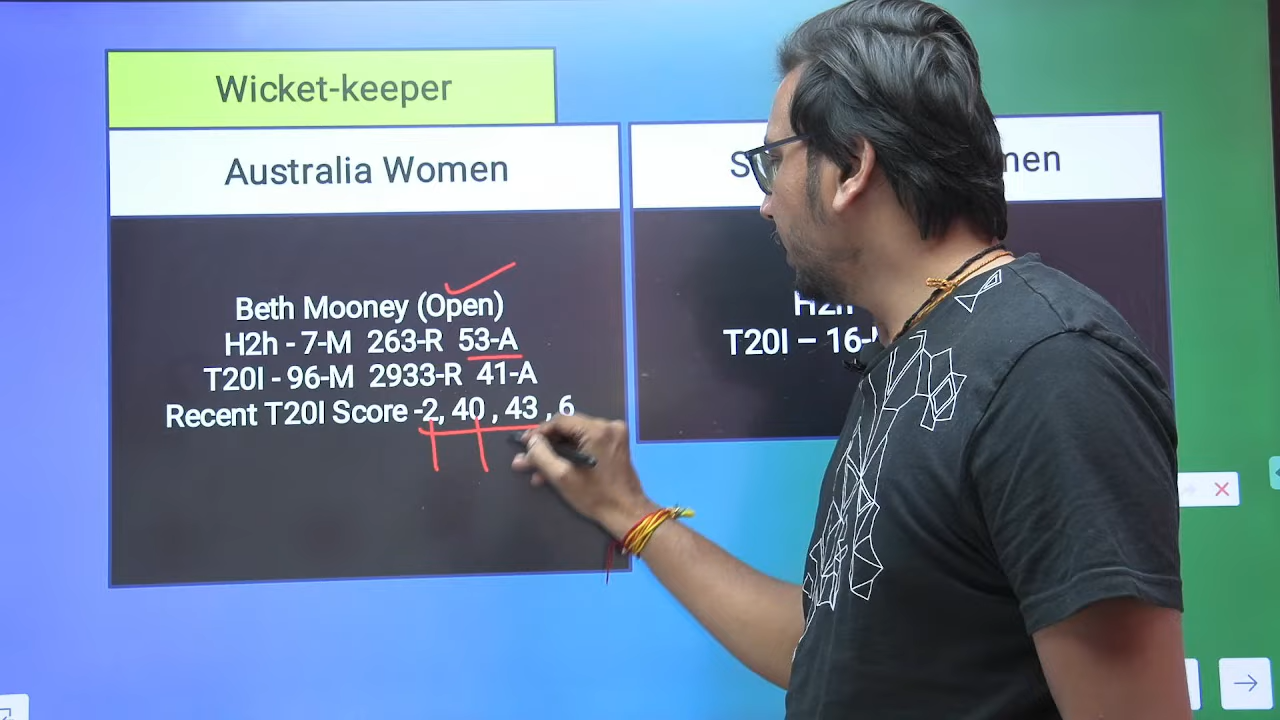 Wicket-keeper
Australia Women
Beth Mooney (Open)
H2h - 7-M 263-R 53-A
T20I - 96-M 2933-R 41-A
Recent T20I Score -2, 40 , 43 , 6
H2h
T20I – 16-